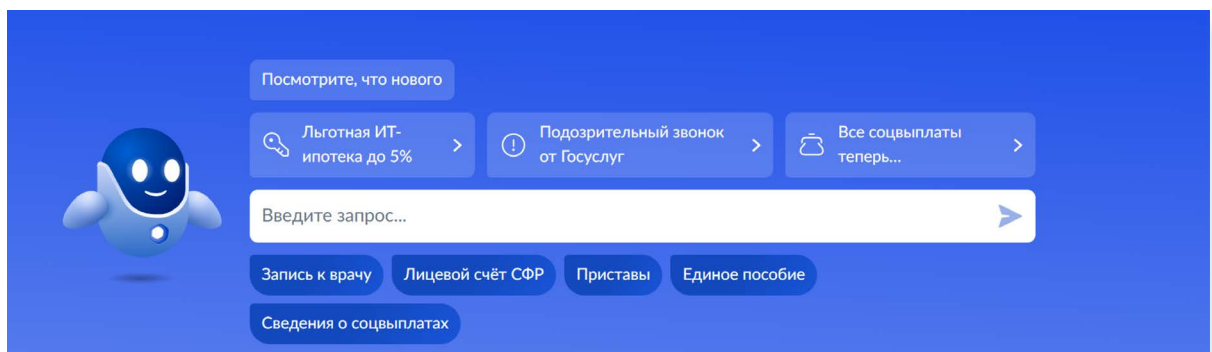 Посмотрите, что нового
Льготная ИТ-
ипотека до 5%
Подозрительный звонок
от Госуслуг
Все соцвыплаты
теперь...
Введите запрос...
Запись к врачу
Лицевой счёт СФР
Приставы
Единое пособие
Сведения о соцвыплатах